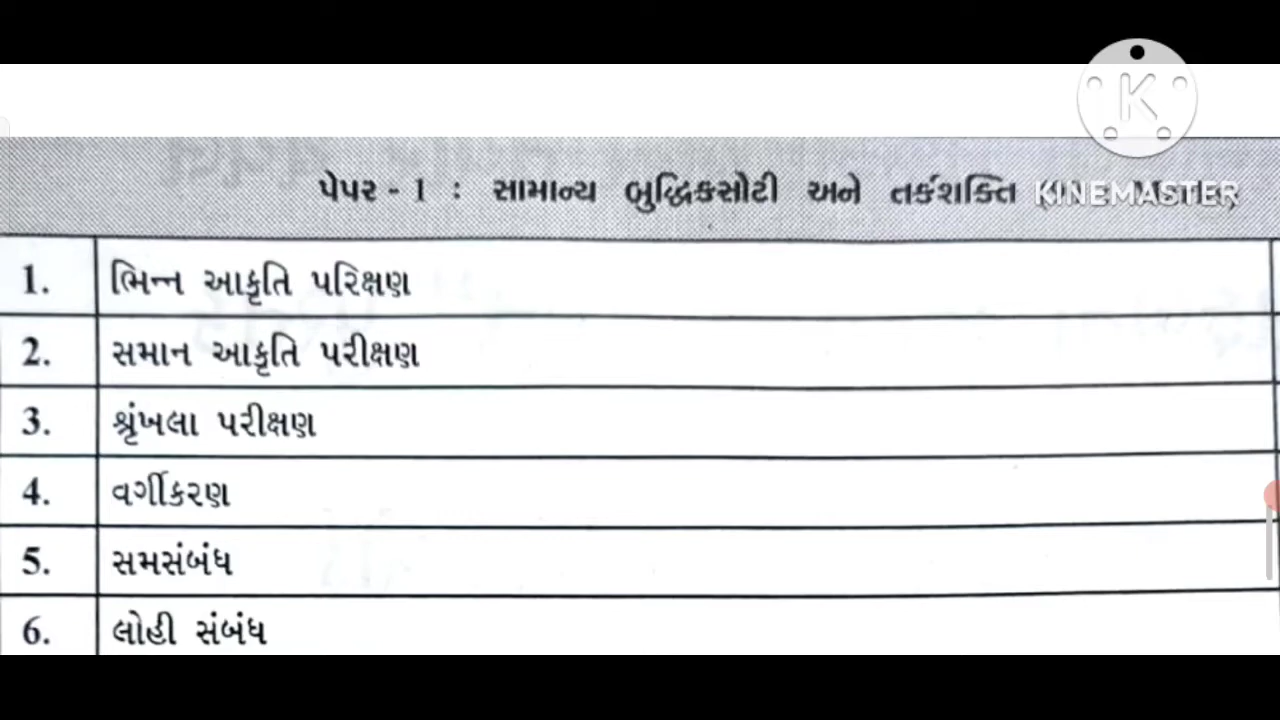 K
પેપર - 1 : સામાન્ય બુદ્ધિકસોટી અને તર્કશક્તિ
KINEMASTER
1. ભિન્ન આકૃતિ પરિક્ષણ
2. સમાન આકૃતિ પરીક્ષણ
3. શ્રૃંખલા પરીક્ષણ
4. વર્ગીકરણ
5. સમસંબંધ
6. લોહી સંબંધ